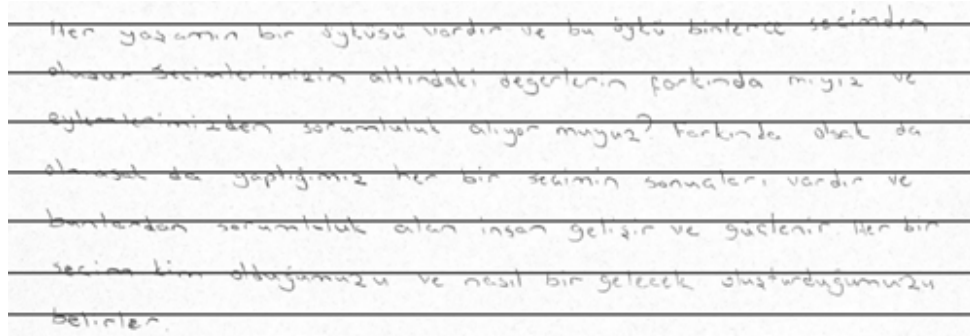 Her yaşamın bir öyküsü vardır ve bu öykü binlerce seçimden
oluşur. Seçimlerimizin altındaki değerlerin farkında mıyız ve
eylemlerimizden sorumluluk alıyor muyuz? Farkında olsak da
olmasak da yaptığımız her bir seçimin sonuçları vardır ve
bunlardan sorumluluk alan insan gelişir ve güçlenir. Her bir
seçim kim olduğumuzu ve nasıl bir gelecek oluşturduğumuzu
belirler.